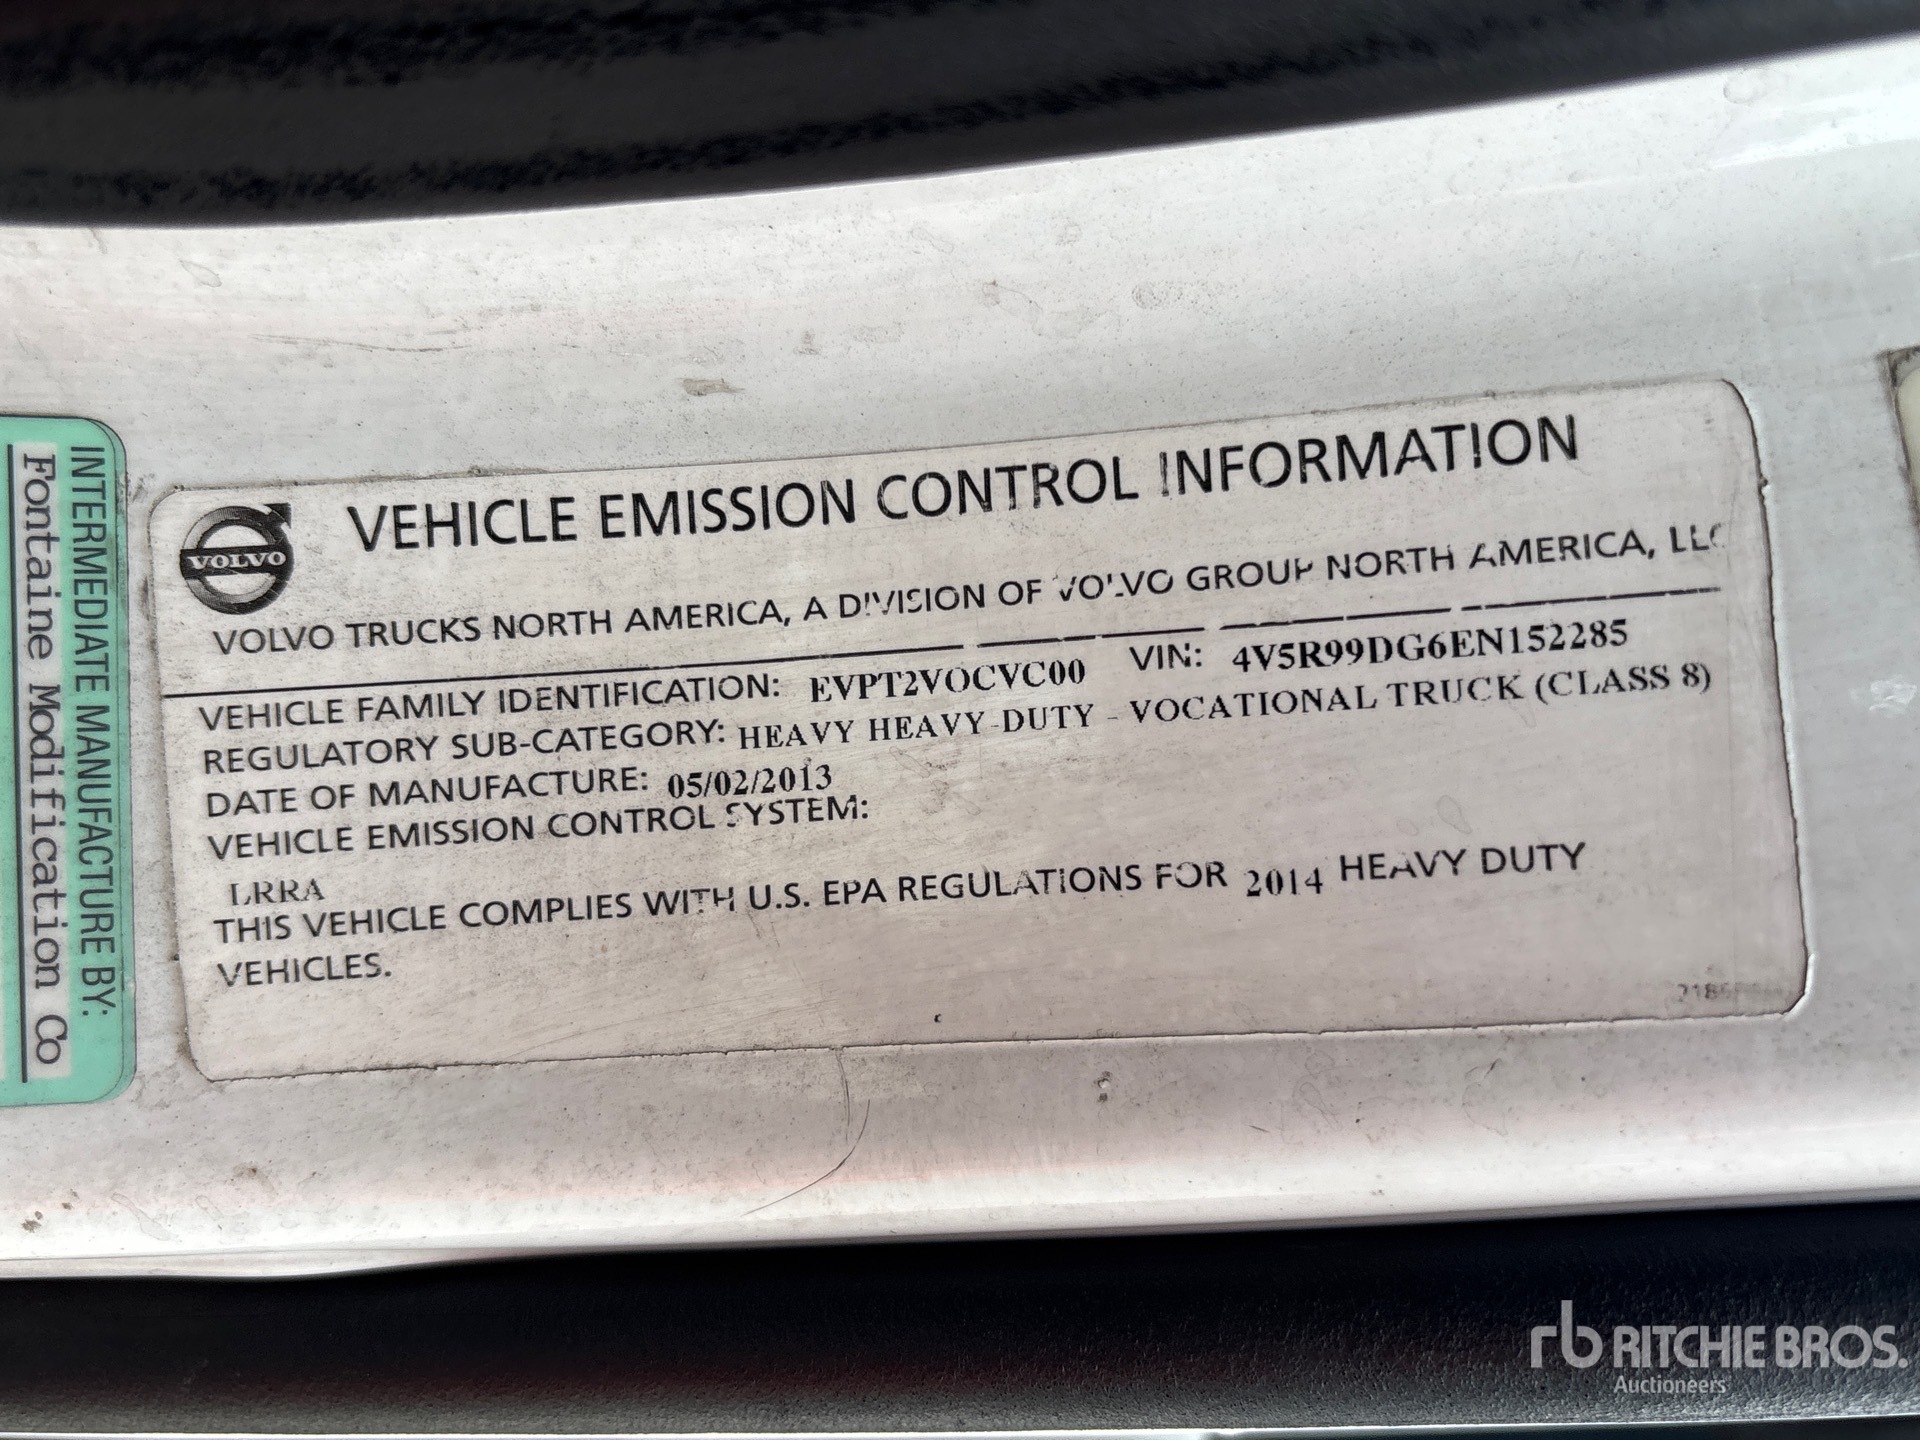 INTERMEDIATE MANUFACTURE BY:
Fontaine Modification Co
VOLVO
VEHICLE EMISSION CONTROL INFORMATION
VOLVO TRUCKS NORTH AMERICA, A DIVISION OF VOLVO GROUP NORTH AMERICA, LLC
VEHICLE FAMILY IDENTIFICATION: EVPT2VOCVC00 VIN: 4V5R99DG6EN152285
REGULATORY SUB-CATEGORY: HEAVY HEAVY-DUTY - VOCATIONAL TRUCK (CLASS 8)
DATE OF MANUFACTURE: 05/02/2013
VEHICLE EMISSION CONTROL SYSTEM:
LRRA
THIS VEHICLE COMPLIES WITH U.S. EPA REGULATIONS FOR 2014 HEAVY DUTY
VEHICLES.
rb RITCHIE BROS.
Auctioneers